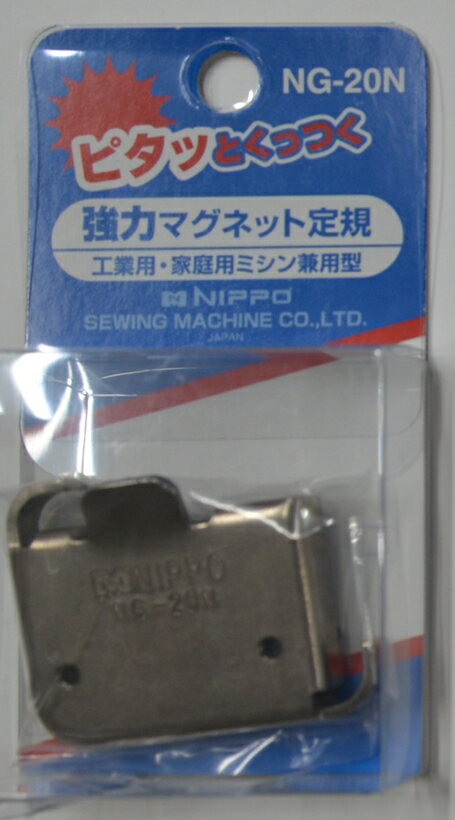 NG-20N
ピタッとくっつく
強力マグネット定規
工業用・家庭用ミシン兼用型
NIPPO
SEWING MACHINE CO.,LTD.
JAPAN
NIPPO
NG-20N